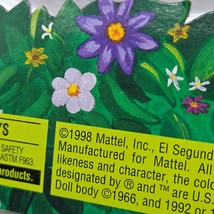 YS
SAFETY
ASTM F963.
products.
©1998 Mattel, Inc., El Segund
Manufactured for Mattel. All
likeness and character, the colo
designated by ® and ™ are U.S.
Doll body ©1966, and 1992 or 1